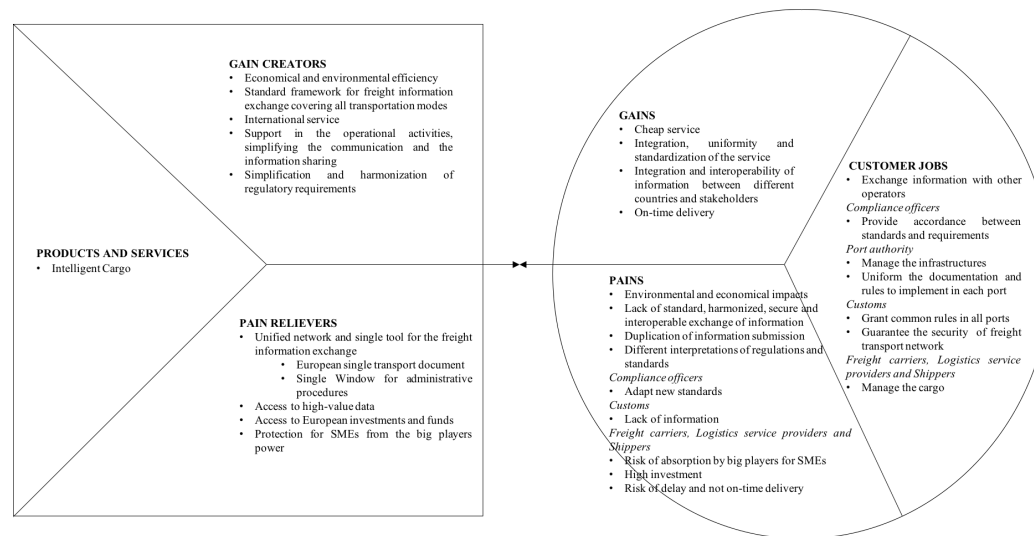 GAIN CREATORS
• Economical and environmental efficiency
• Standard framework for freight information
exchange covering all transportation modes
• International service
• Support in the operational activities,
simplifying the communication and the
information sharing
• Simplification and harmonization of
regulatory requirements
PRODUCTS AND SERVICES
• Intelligent Cargo
PAIN RELIEVERS
• Unified network and single tool for the freight
information exchange
• European single transport document
• Single Window for administrative
procedures
• Access to high-value data
• Access to European investments and funds
• Protection for SMEs from the big players
power
GAINS
• Cheap service
• Integration, uniformity and
standardization of the service
• Integration and interoperability of
information between different
countries and stakeholders
• On-time delivery
PAINS
• Environmental and economical impacts
• Lack of standard, harmonized, secure and
interoperable exchange of information
• Duplication of information submission
• Different interpretations of regulations and
standards
Compliance officers
• Adapt new standards
Customs
• Lack of information
Freight carriers, Logistics service providers and
Shippers
• Risk of absorption by big players for SMEs
• High investment
• Risk of delay and not on-time delivery
CUSTOMER JOBS
• Exchange information with other
operators
Compliance officers
• Provide accordance between
standards and requirements
Port authority
• Manage the infrastructures
• Uniform the documentation and
rules to implement in each port
Customs
• Grant common rules in all ports
• Guarantee the security of freight
transport network
Freight carriers, Logistics service
providers and Shippers
• Manage the cargo